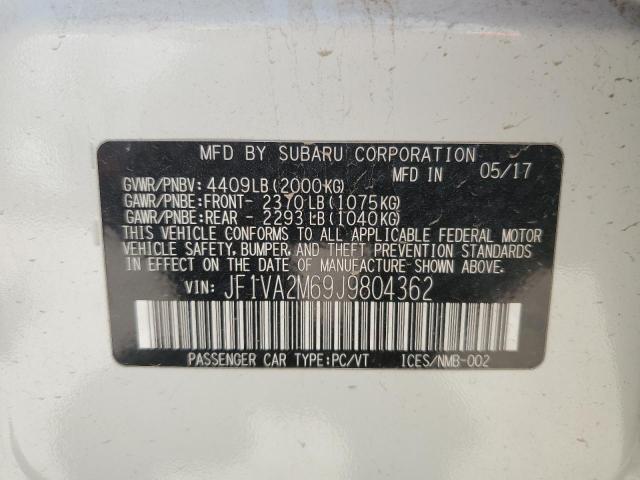 MFD BY SUBARU CORPORATION
MFD IN 05/17
GVWR/PNBV: 4409LB(2000KG)
GAWR/PNBE:FRONT- 2370LB(1075KG)
GAWR/PNBE:REAR - 2293LB(1040KG)
THIS VEHICLE CONFORMS TO ALL APPLICABLE FEDERAL MOTOR
VEHICLE SAFETY, BUMPER, AND THEFT PREVENTION STANDARDS
IN EFFECT ON THE DATE OF MANUFACTURE SHOWN ABOVE.
VIN: JF1VA2M69J9804362
PASSENGER CAR TYPE:PC/VT ICES/NMB-002